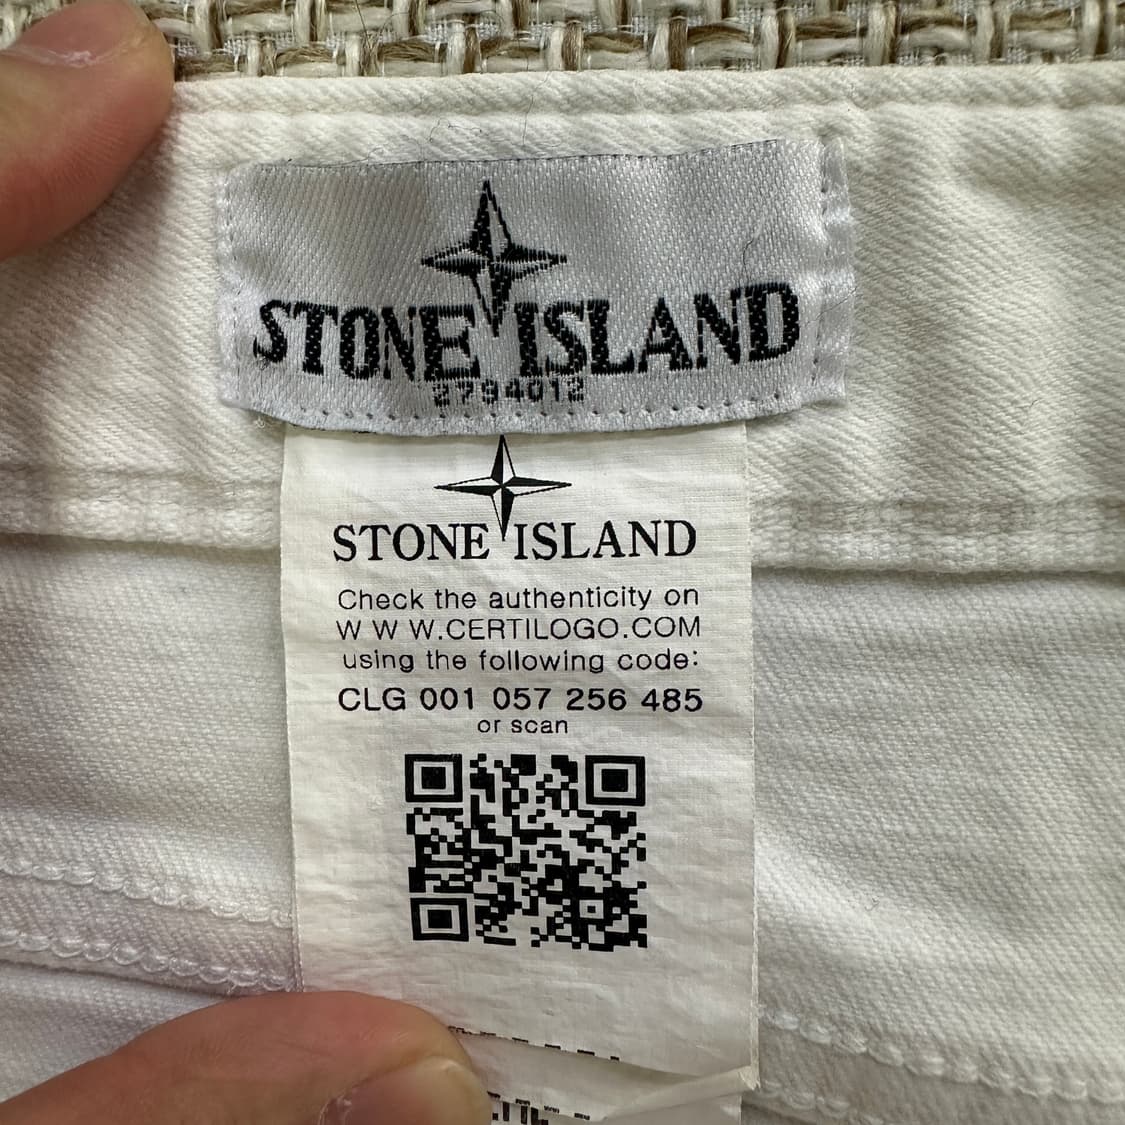 STONE ISLAND
2794012
STONE ISLAND
Check the authenticity on
W W W.CERTILOGO.COM
using the following code:
CLG 001 057 256 485
or scan